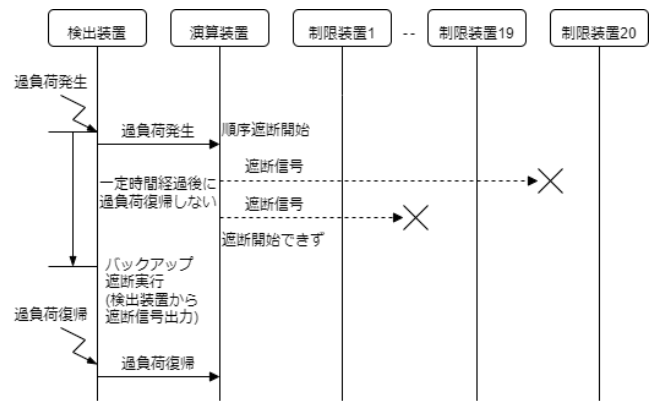 検出装置
演算装置
制限装置1
--
制限装置19
制限装置20
過負荷発生
過負荷発生
順序遮断開始
遮断信号
一定時間経過後に
過負荷復帰しない
遮断信号
遮断開始できず
バックアップ
遮断実行
(検出装置から
遮断信号出力)
過負荷復帰
過負荷復帰